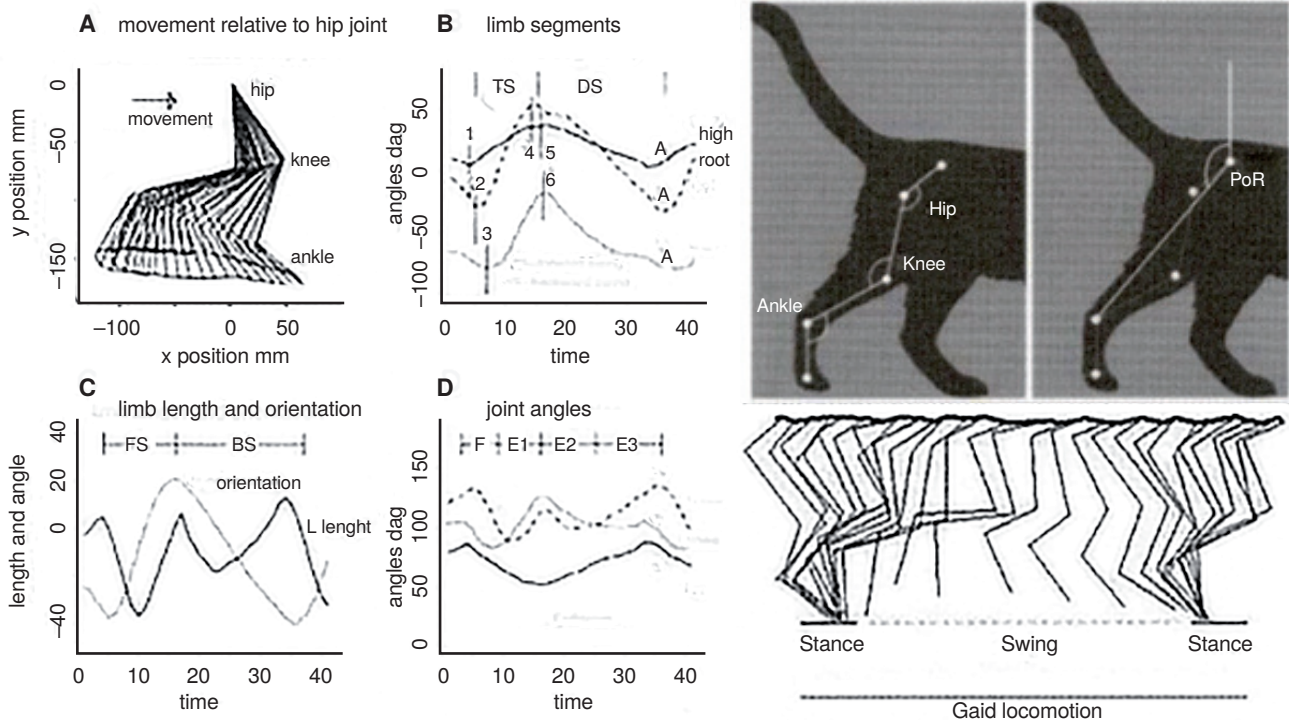 A movement relative to hip joint
y position mm
0
−50
−150
hip
movement
knee
ankle
−100 0 50
x position mm
B limb segments
angles dag
50
0
−50
−100
TS DS
1
2
3
4
5
6
A
A
A
high
root
0 10 20 30 40
time
C limb length and orientation
length and angle
40
20
0
−40
FS BS
orientation
L lenght
0 10 20 30 40
time
D joint angles
angles dag
150
100
50
0
F E1 E2 E3
0 10 20 30 40
time
Hip
Knee
Ankle
PoR
Stance Swing Stance
Gaid locomotion